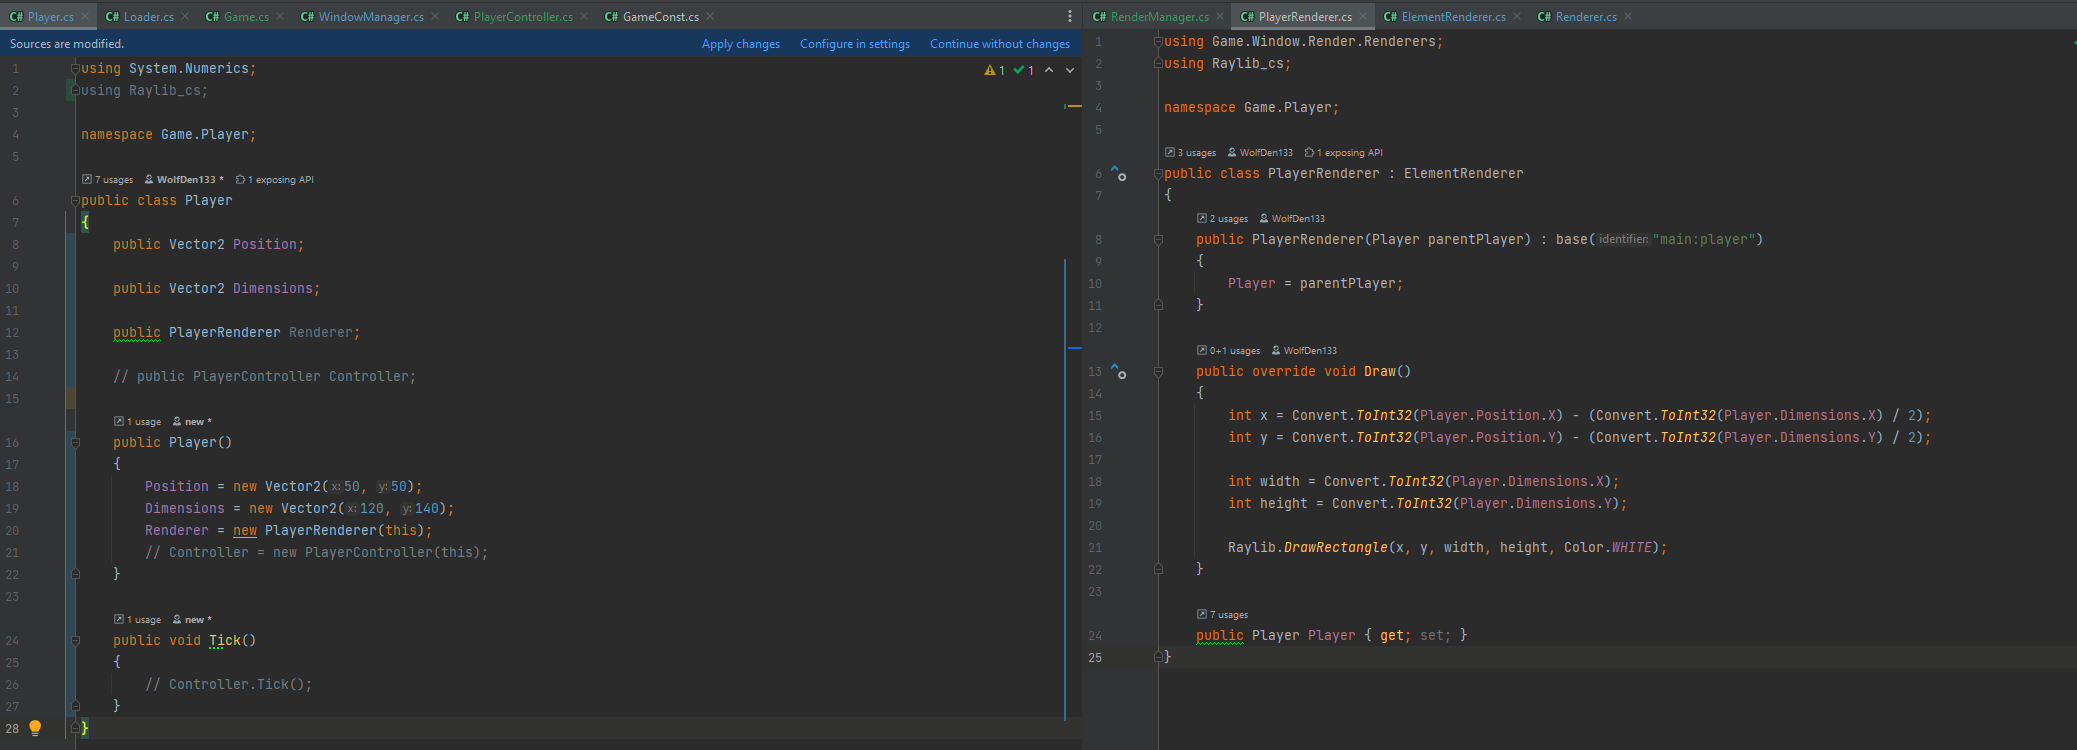 C# Player.cs C# Loader.cs C# Game.cs C# WindowManager.cs C# PlayerController.cs C# GameConst.cs
Sources are modified. Apply changes Configure in settings Continue without changes
1 using System.Numerics; 1 1
2 using Raylib_cs;
3
4 namespace Game.Player;
5
7 usages WolfDen133 * 1 exposing API
6 public class Player
7 {
8 public Vector2 Position;
9
10 public Vector2 Dimensions;
11
12 public PlayerRenderer Renderer;
13
14 // public PlayerController Controller;
15
1 usage new *
16 public Player()
17 {
18 Position = new Vector2(x: 50, y: 50);
19 Dimensions = new Vector2(x: 120, y: 140);
20 Renderer = new PlayerRenderer(this);
21 // Controller = new PlayerController(this);
22 }
23
1 usage new *
24 public void Tick()
25 {
26 // Controller.Tick();
27 }
28 }
C# RenderManager.cs C# PlayerRenderer.cs C# ElementRenderer.cs C# Renderer.cs
1 using Game.Window.Render.Renderers;
2 using Raylib_cs;
3
4 namespace Game.Player;
5
3 usages WolfDen133 1 exposing API
6 public class PlayerRenderer : ElementRenderer
7 {
2 usages WolfDen133
8 public PlayerRenderer(Player parentPlayer) : base(identifier: "main:player")
9 {
10 Player = parentPlayer;
11 }
12
0+1 usages WolfDen133
13 public override void Draw()
14 {
15 int x = Convert.ToInt32(Player.Position.X) - (Convert.ToInt32(Player.Dimensions.X) / 2);
16 int y = Convert.ToInt32(Player.Position.Y) - (Convert.ToInt32(Player.Dimensions.Y) / 2);
17
18 int width = Convert.ToInt32(Player.Dimensions.X);
19 int height = Convert.ToInt32(Player.Dimensions.Y);
20
21 Raylib.DrawRectangle(x, y, width, height, Color.WHITE);
22 }
23
7 usages
24 public Player Player { get; set; }
25 }